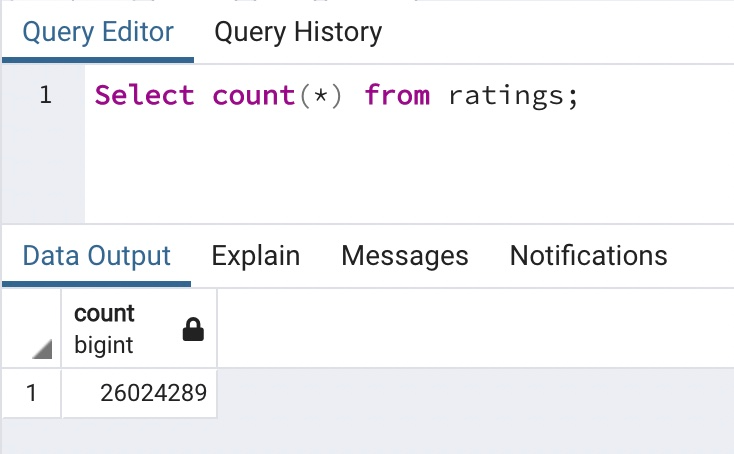 Query Editor Query History
1 Select count(*) from ratings;
Data Output Explain Messages Notifications
count
bigint
1 26024289